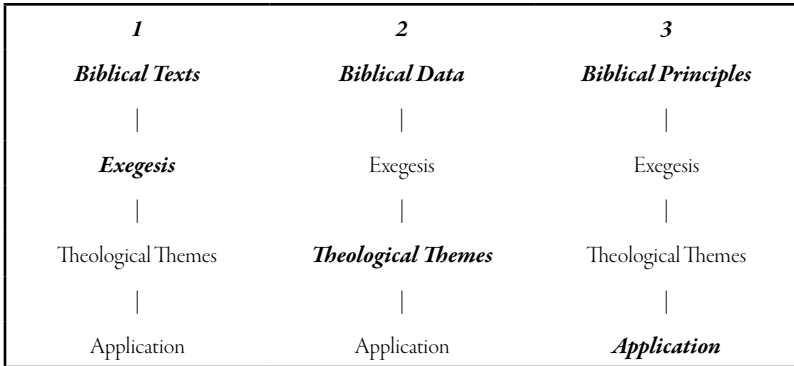 1 2 3
Biblical Texts Biblical Data Biblical Principles
| | |
Exegesis Exegesis Exegesis
| | |
Theological Themes Theological Themes Theological Themes
| | |
Application Application Application